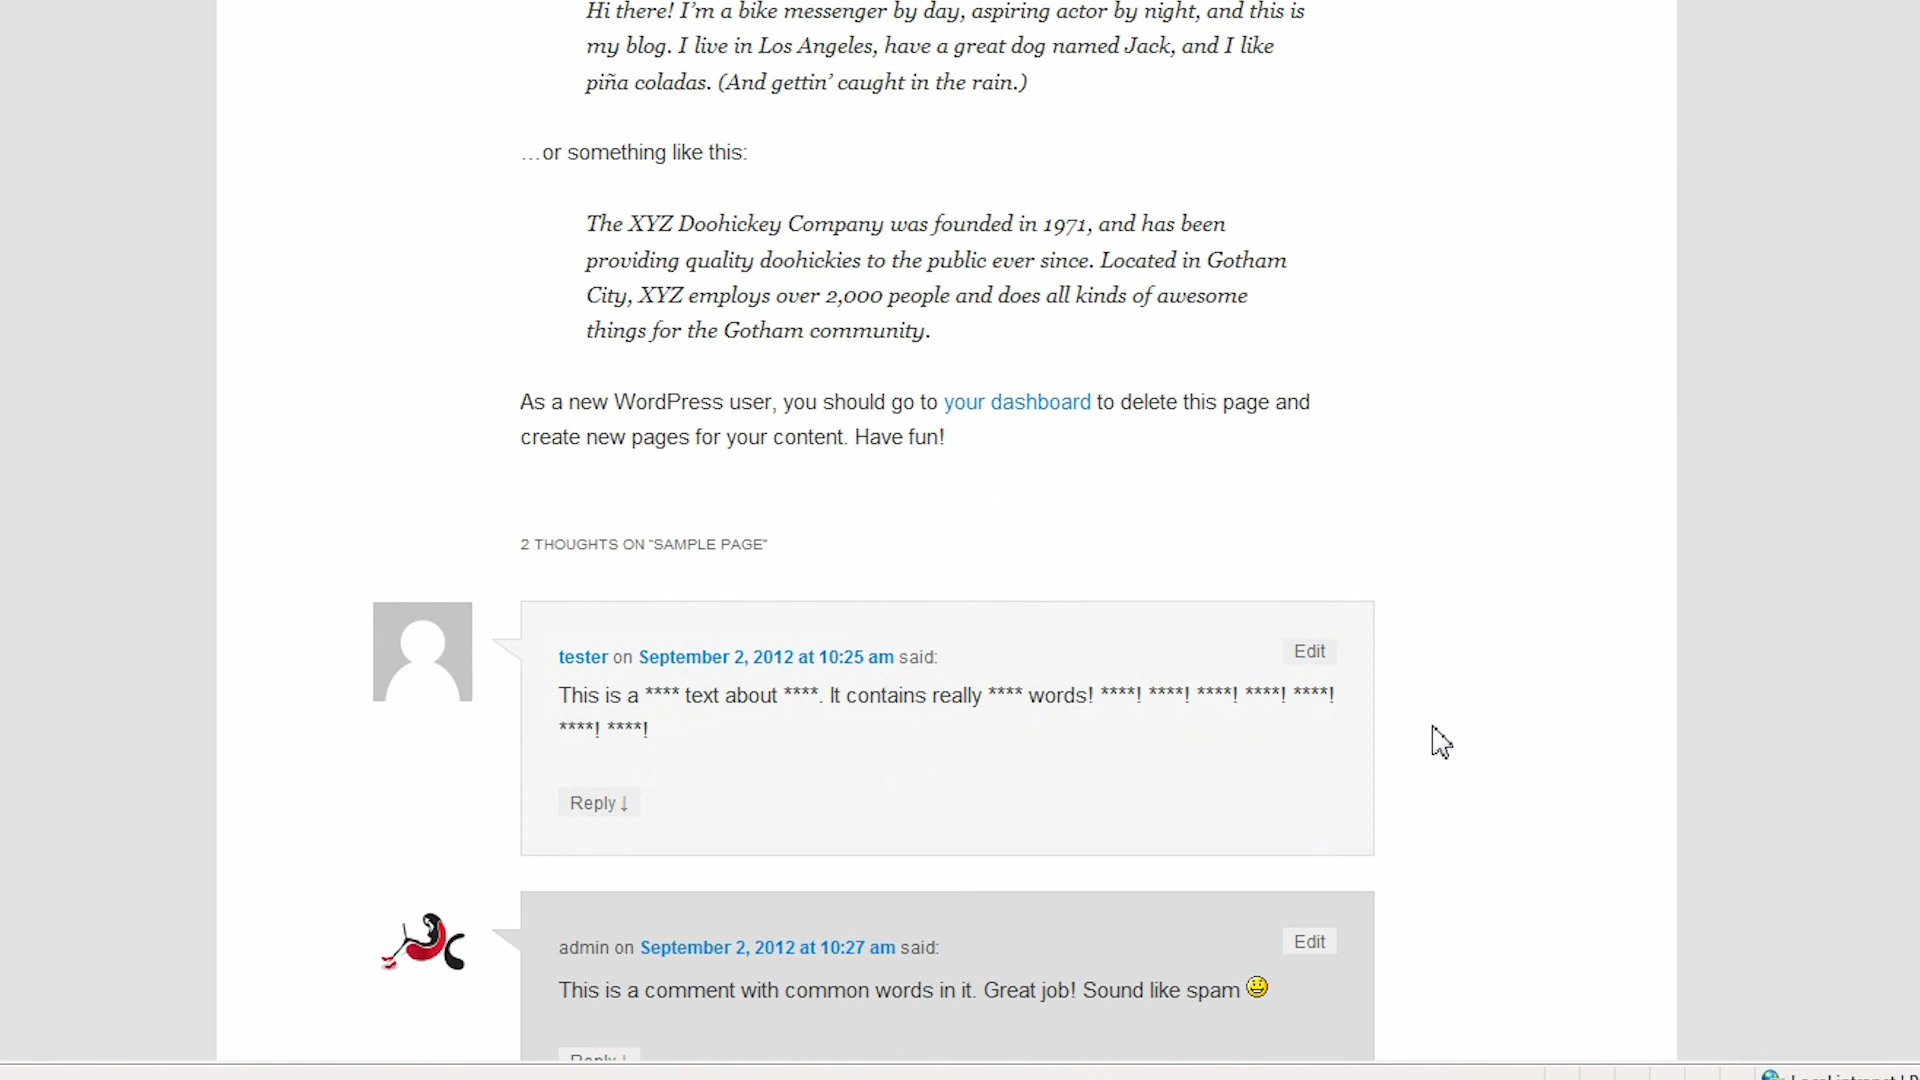 Hi there! I’m a bike messenger by day, aspiring actor by night, and this is
my blog. I live in Los Angeles, have a great dog named Jack, and I like
piña coladas. (And gettin’ caught in the rain.)
…or something like this:
The XYZ Doohickey Company was founded in 1971, and has been
providing quality doohickies to the public ever since. Located in Gotham
City, XYZ employs over 2,000 people and does all kinds of awesome
things for the Gotham community.
As a new WordPress user, you should go to your dashboard to delete this page and
create new pages for your content. Have fun!
2 THOUGHTS ON “SAMPLE PAGE”
tester on September 2, 2012 at 10:25 am said:
Edit
This is a **** text about ****. It contains really **** words! ****! ****! ****! ****! ****!
****! ****!
Reply ↓
admin on September 2, 2012 at 10:27 am said:
Edit
This is a comment with common words in it. Great job! Sound like spam
Reply ↓